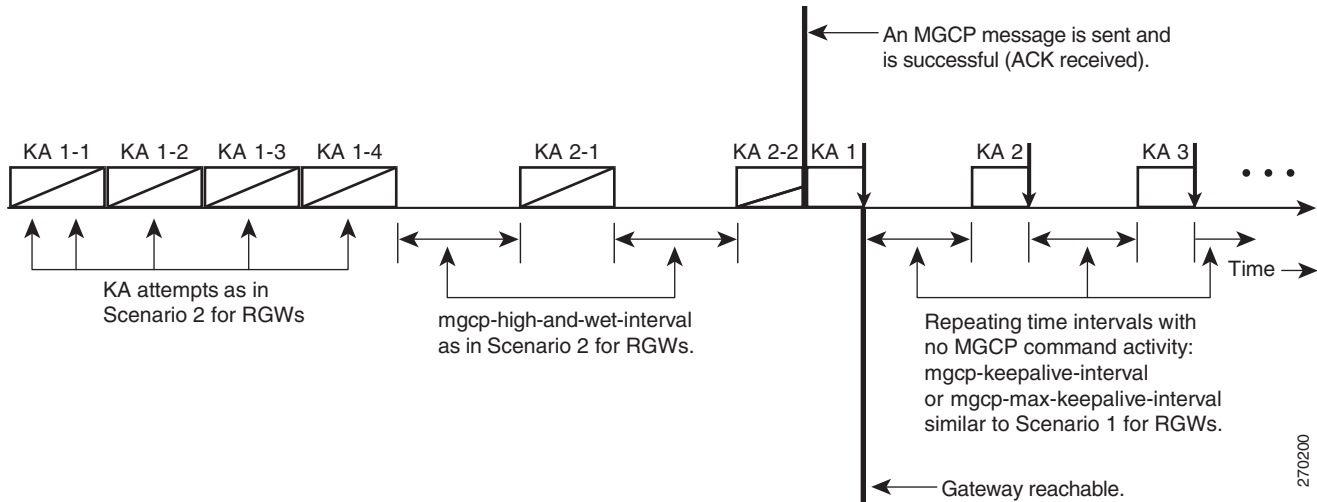 An MGCP message is sent and
is successful (ACK received).
KA 1-1 KA 1-2 KA 1-3 KA 1-4 KA 2-1 KA 2-2 KA 1 KA 2 KA 3
• • •
Time
KA attempts as in
Scenario 2 for RGWs
mgcp-high-and-wet-interval
as in Scenario 2 for RGWs.
Repeating time intervals with
no MGCP command activity:
mgcp-keepalive-interval
or mgcp-max-keepalive-interval
similar to Scenario 1 for RGWs.
Gateway reachable.
270200